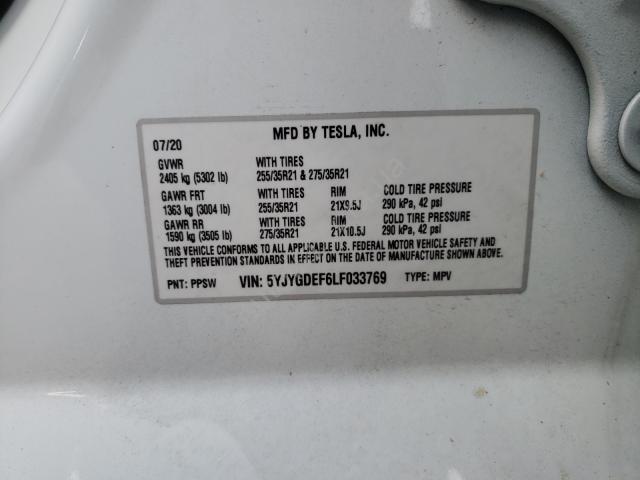 MFD BY TESLA, INC.
07/20
GVWR WITH TIRES
2405 kg (5302 lb) 255/35R21 & 275/35R21
GAWR FRT WITH TIRES RIM COLD TIRE PRESSURE
1363 kg (3004 lb) 255/35R21 21X9.5J 290 kPa, 42 psi
GAWR RR WITH TIRES RIM COLD TIRE PRESSURE
1590 kg (3505 lb) 275/35R21 21X10.5J 290 kPa, 42 psi
THIS VEHICLE CONFORMS TO ALL APPLICABLE U.S. FEDERAL MOTOR VEHICLE SAFETY AND
THEFT PREVENTION STANDARDS IN EFFECT ON THE DATE OF MANUFACTURE SHOWN ABOVE.
PNT: PPSW VIN: 5YJYGDEF6LF033769 TYPE: MPV